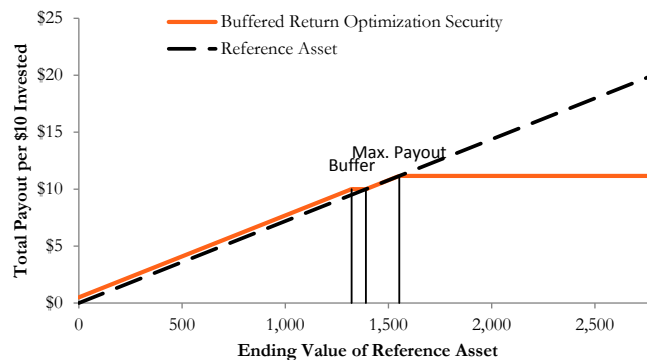 $25
Buffered Return Optimization Security
Reference Asset
$20
$15
Max. Payout
Buffer
$10
$5
$0
0 500 1,000 1,500 2,000 2,500
Total Payout per $10 Invested
Ending Value of Reference Asset